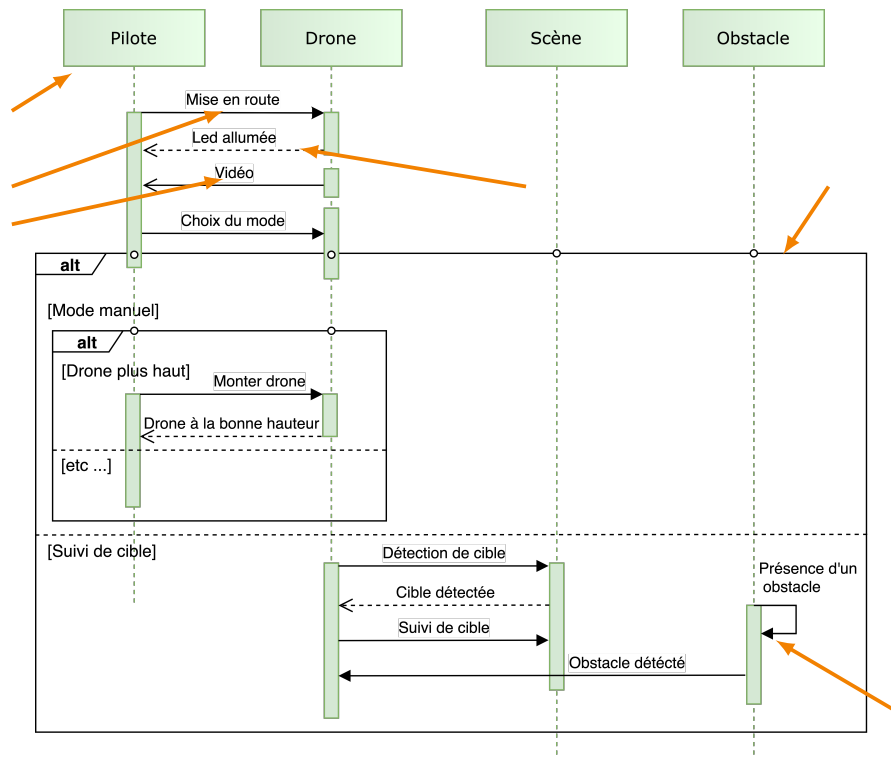 Pilote
Drone
Scène
Obstacle
Mise en route
Led allumée
Vidéo
Choix du mode
alt
[Mode manuel]
alt
[Drone plus haut]
Monter drone
Drone à la bonne hauteur
[etc ...]
[Suivi de cible]
Détection de cible
Présence d'un
obstacle
Cible détectée
Suivi de cible
Obstacle détécté